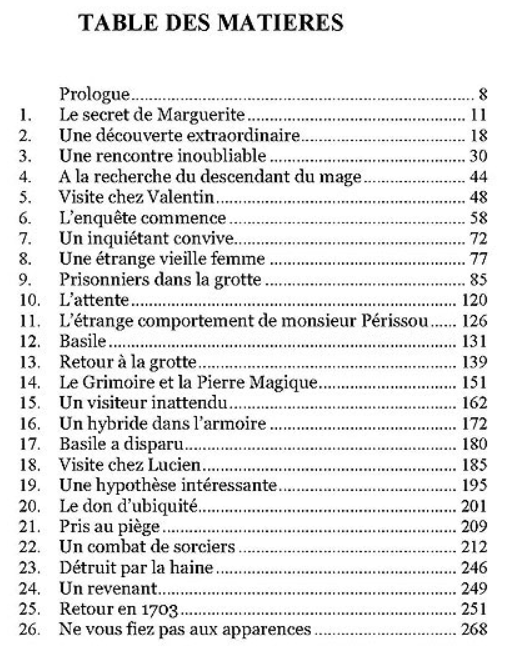 TABLE DES MATIERES
Prologue........ 8
1. Le secret de Marguerite........ 11
2. Une découverte extraordinaire........ 18
3. Une rencontre inoubliable........ 30
4. A la recherche du descendant du mage........ 44
5. Visite chez Valentin........ 48
6. L'enquête commence........ 58
7. Un inquiétant convive........ 72
8. Une étrange vieille femme........ 77
9. Prisonniers dans la grotte........ 85
10. L'attente........ 120
11. L'étrange comportement de monsieur Périssou...... 126
12. Basile........ 131
13. Retour à la grotte........ 139
14. Le Grimoire et la Pierre Magique........ 151
15. Un visiteur inattendu........ 162
16. Un hybride dans l'armoire........ 172
17. Basile a disparu........ 180
18. Visite chez Lucien........ 185
19. Une hypothèse intéressante........ 195
20. Le don d'ubiquité........ 201
21. Pris au piège........ 209
22. Un combat de sorciers........ 212
23. Détruit par la haine........ 246
24. Un revenant........ 249
25. Retour en 1703........ 251
26. Ne vous fiez pas aux apparences........ 268